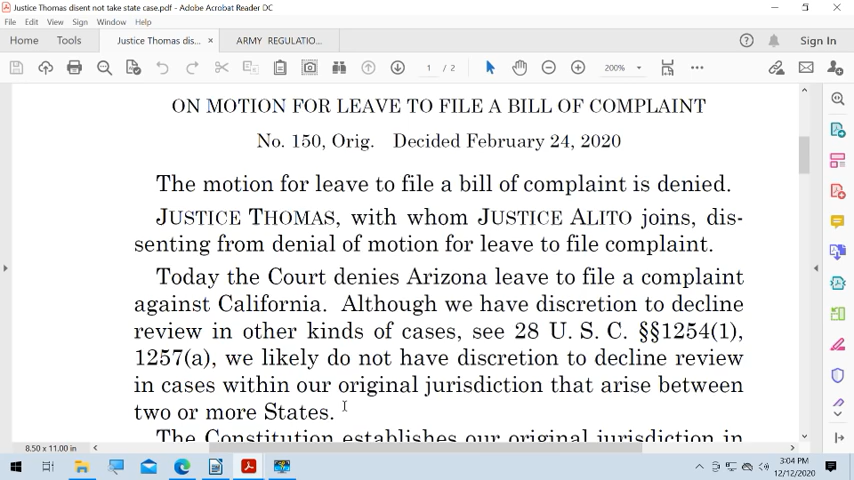 Justice Thomas disent not take state case.pdf - Adobe Acrobat Reader DC
File Edit View Sign Window Help
Home Tools Justice Thomas dis... × ARMY REGULATIO... Sign In
1 / 2 200%
ON MOTION FOR LEAVE TO FILE A BILL OF COMPLAINT
No. 150, Orig. Decided February 24, 2020
The motion for leave to file a bill of complaint is denied.
JUSTICE THOMAS, with whom JUSTICE ALITO joins, dis-
senting from denial of motion for leave to file complaint.
Today the Court denies Arizona leave to file a complaint
against California. Although we have discretion to decline
review in other kinds of cases, see 28 U. S. C. §§1254(1),
1257(a), we likely do not have discretion to decline review
in cases within our original jurisdiction that arise between
two or more States.
The Constitution establishes our original jurisdiction in
8.50 x 11.00 in
3:04 PM
12/12/2020